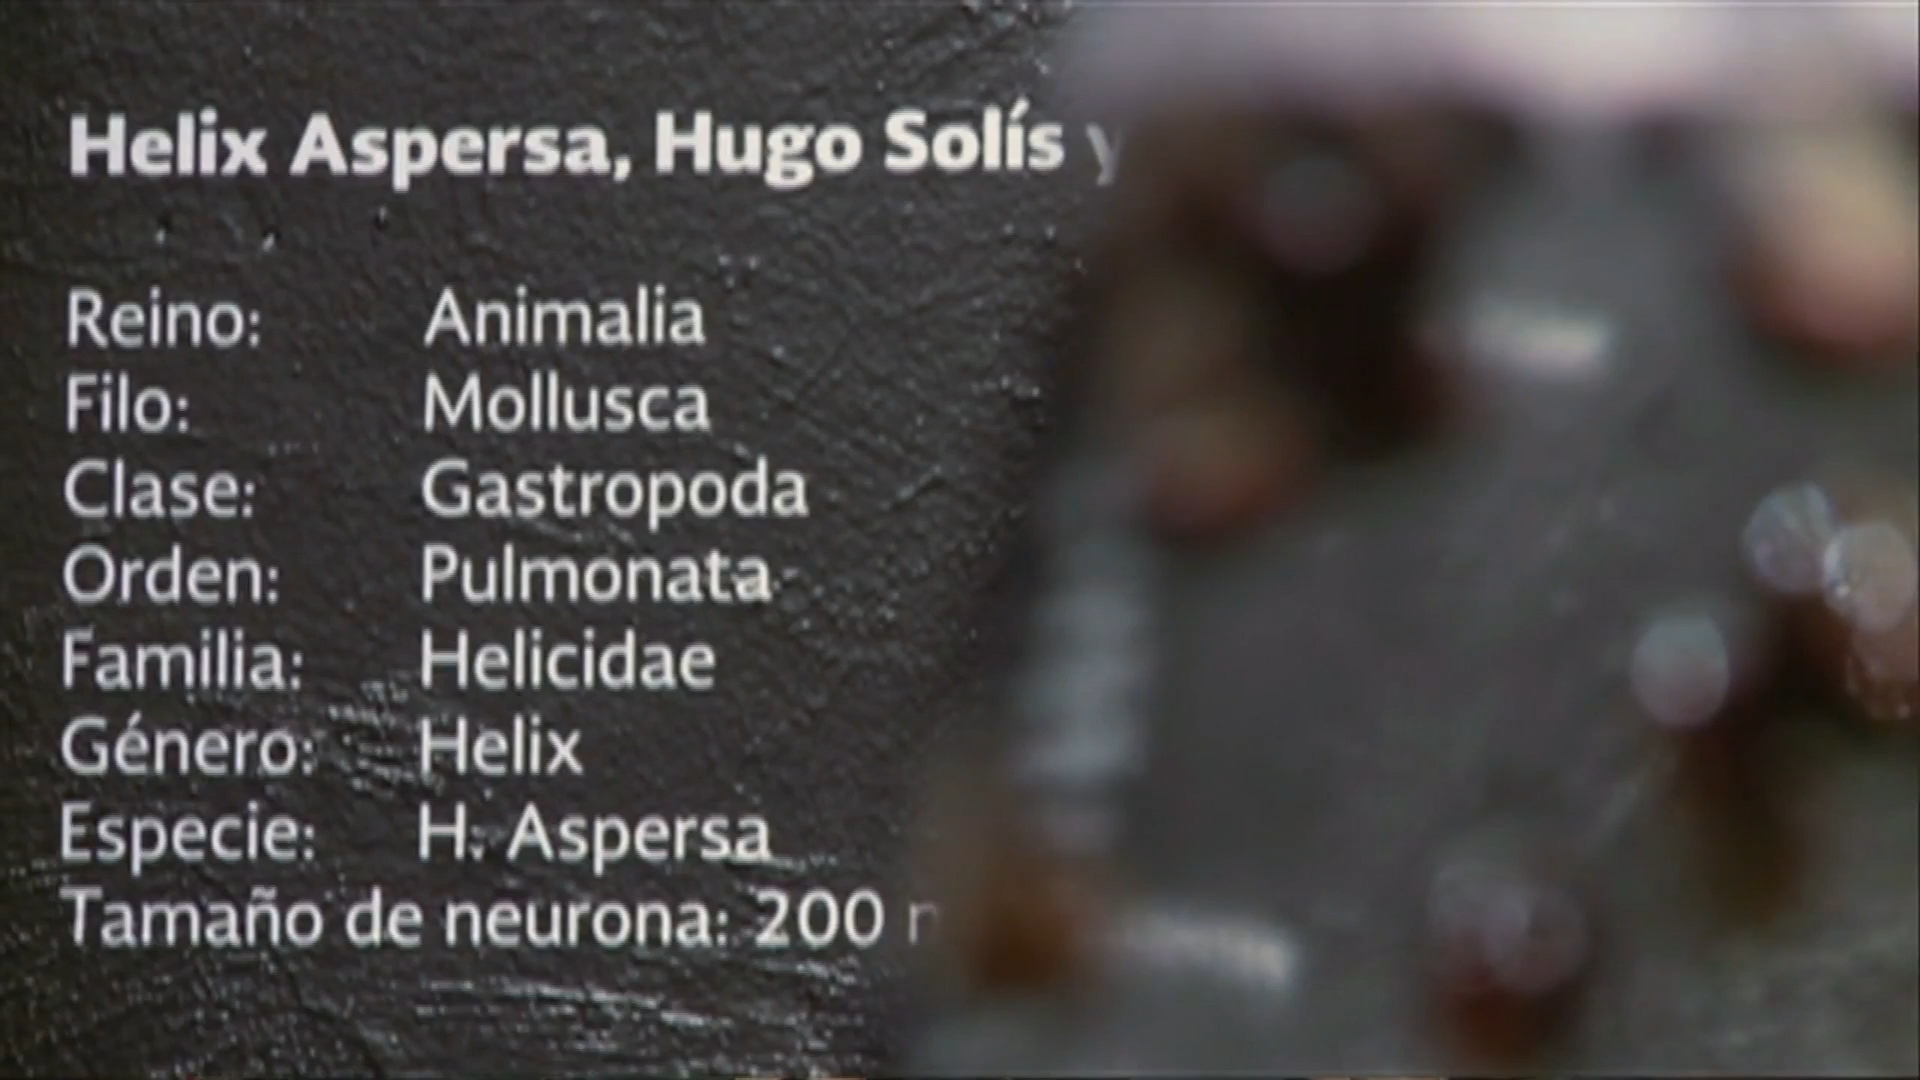 Helix Aspersa, Hugo Solís y
Reino: Animalia
Filo: Mollusca
Clase: Gastropoda
Orden: Pulmonata
Familia: Helicidae
Género: Helix
Especie: H. Aspersa
Tamaño de neurona: 200